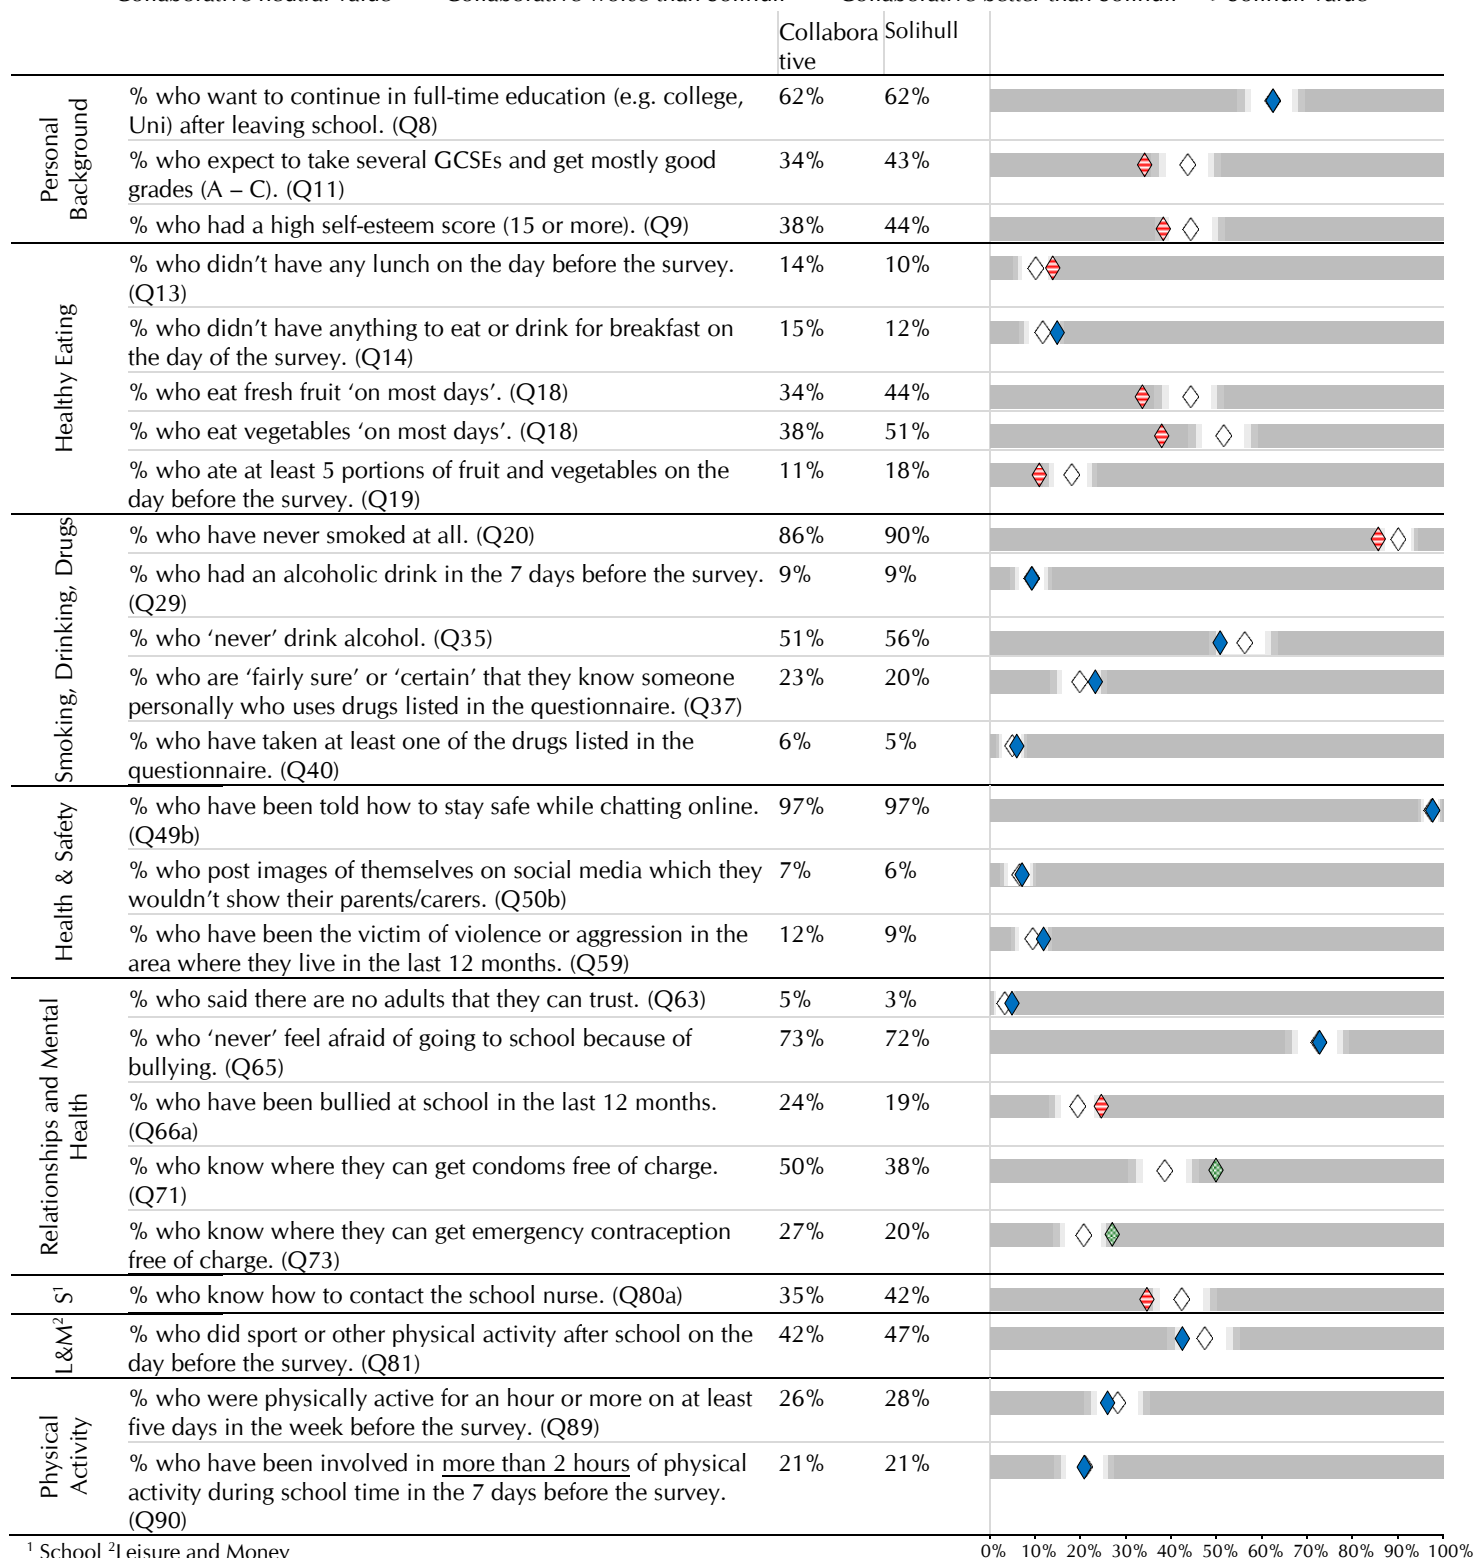 Collabora Solihull
tive
Personal
Background
% who want to continue in full-time education (e.g. college, 62% 62%
Uni) after leaving school. (Q8)
% who expect to take several GCSEs and get mostly good 34% 43%
grades (A – C). (Q11)
% who had a high self-esteem score (15 or more). (Q9) 38% 44%
Healthy Eating
% who didn’t have any lunch on the day before the survey. 14% 10%
(Q13)
% who didn’t have anything to eat or drink for breakfast on 15% 12%
the day of the survey. (Q14)
% who eat fresh fruit ‘on most days’. (Q18) 34% 44%
% who eat vegetables ‘on most days’. (Q18) 38% 51%
% who ate at least 5 portions of fruit and vegetables on the 11% 18%
day before the survey. (Q19)
Smoking, Drinking, Drugs
% who have never smoked at all. (Q20) 86% 90%
% who had an alcoholic drink in the 7 days before the survey. 9% 9%
(Q29)
% who ‘never’ drink alcohol. (Q35) 51% 56%
% who are ‘fairly sure’ or ‘certain’ that they know someone 23% 20%
personally who uses drugs listed in the questionnaire. (Q37)
% who have taken at least one of the drugs listed in the 6% 5%
questionnaire. (Q40)
Health & Safety
% who have been told how to stay safe while chatting online. 97% 97%
(Q49b)
% who post images of themselves on social media which they 7% 6%
wouldn’t show their parents/carers. (Q50b)
% who have been the victim of violence or aggression in the 12% 9%
area where they live in the last 12 months. (Q59)
Relationships and Mental
Health
% who said there are no adults that they can trust. (Q63) 5% 3%
% who ‘never’ feel afraid of going to school because of 73% 72%
bullying. (Q65)
% who have been bullied at school in the last 12 months. 24% 19%
(Q66a)
% who know where they can get condoms free of charge. 50% 38%
(Q71)
% who know where they can get emergency contraception 27% 20%
free of charge. (Q73)
S¹
% who know how to contact the school nurse. (Q80a) 35% 42%
L&M²
% who did sport or other physical activity after school on the 42% 47%
day before the survey. (Q81)
Physical
Activity
% who were physically active for an hour or more on at least 26% 28%
five days in the week before the survey. (Q89)
% who have been involved in more than 2 hours of physical 21% 21%
activity during school time in the 7 days before the survey.
(Q90)
¹ School ²Leisure and Money
0% 10% 20% 30% 40% 50% 60% 70% 80% 90% 100%